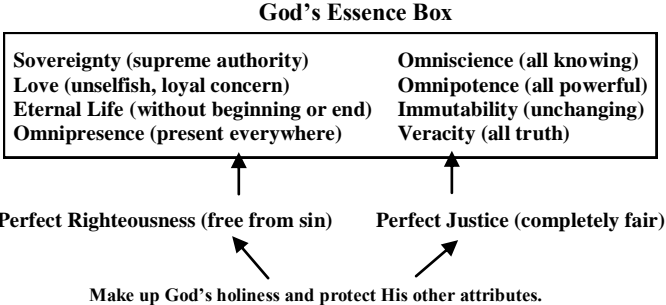 God's Essence Box
Sovereignty (supreme authority) Omniscience (all knowing)
Love (unselfish, loyal concern) Omnipotence (all powerful)
Eternal Life (without beginning or end) Immutability (unchanging)
Omnipresence (present everywhere) Veracity (all truth)
Perfect Righteousness (free from sin) Perfect Justice (completely fair)
Make up God's holiness and protect His other attributes.